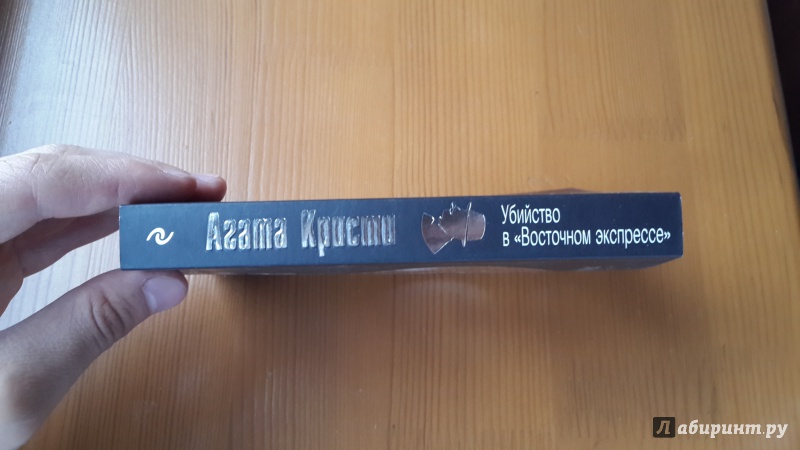 Агата Кристи
Убийство
в «Восточном экспрессе»
Лабиринт.ру